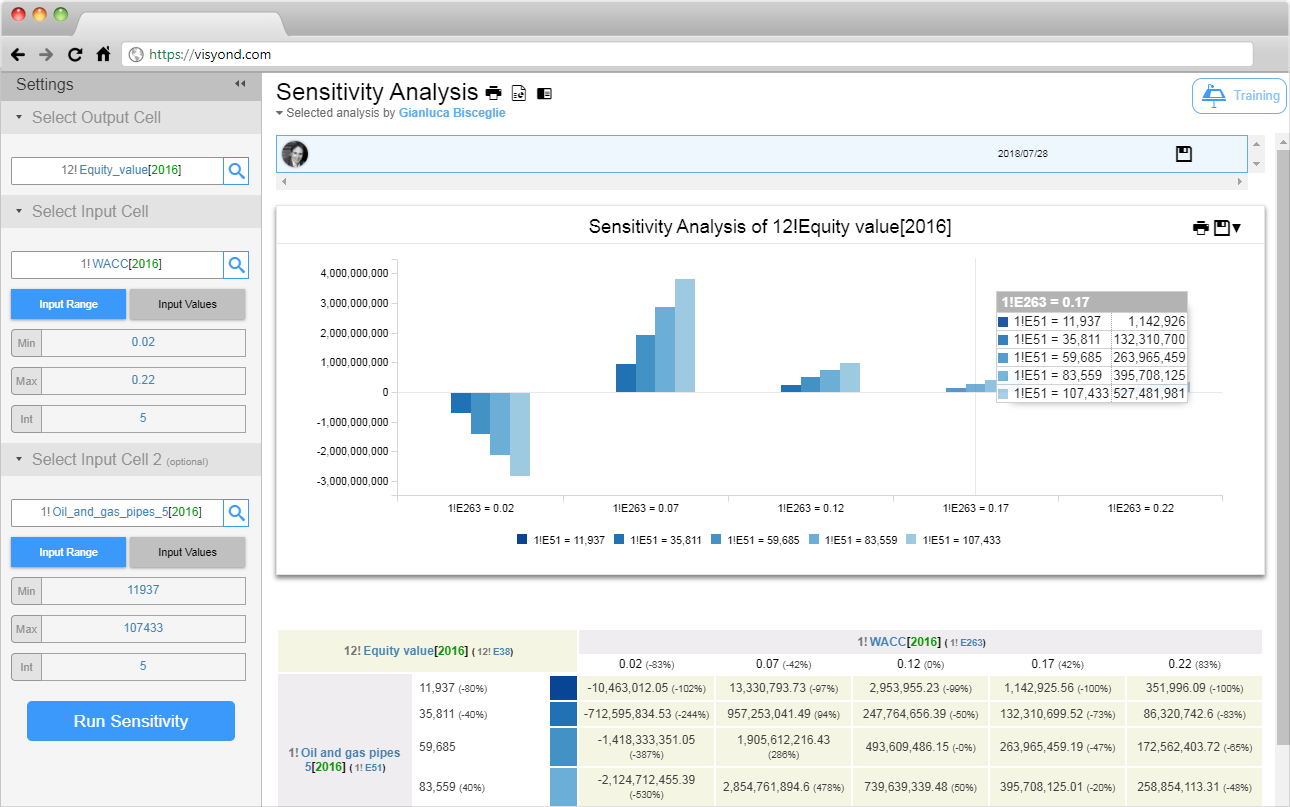 https://visyond.com
Settings
Select Output Cell
12! Equity_value[2016]
Select Input Cell
1! WACC[2016]
Input Range Input Values
Min 0.02
Max 0.22
Int 5
Select Input Cell 2 (optional)
1! Oil_and_gas_pipes_5[2016]
Input Range Input Values
Min 11937
Max 107433
Int 5
Run Sensitivity
Sensitivity Analysis
Selected analysis by Gianluca Bisceglie
Training
2018/07/28
Sensitivity Analysis of 12!Equity value[2016]
4,000,000,000
3,000,000,000
2,000,000,000
1,000,000,000
0
-1,000,000,000
-2,000,000,000
-3,000,000,000
1!E263 = 0.17
1!E51 = 11,937 1,142,926
1!E51 = 35,811 132,310,700
1!E51 = 59,685 263,965,459
1!E51 = 83,559 395,708,125
1!E51 = 107,433 527,481,981
1!E263 = 0.02 1!E263 = 0.07 1!E263 = 0.12 1!E263 = 0.17 1!E263 = 0.22
1!E51 = 11,937 1!E51 = 35,811 1!E51 = 59,685 1!E51 = 83,559 1!E51 = 107,433
12! Equity value[2016] ( 12! E38)
1! WACC[2016] ( 1! E263)
0.02 (-83%) 0.07 (-42%) 0.12 (0%) 0.17 (42%) 0.22 (83%)
1! Oil and gas pipes
5[2016] ( 1! E51)
11,937 (-80%) -10,463,012.05 (-102%) 13,330,793.73 (-97%) 2,953,955.23 (-99%) 1,142,925.56 (-100%) 351,996.09 (-100%)
35,811 (-40%) -712,595,834.53 (-244%) 957,253,041.49 (94%) 247,764,656.39 (-50%) 132,310,699.52 (-73%) 86,320,742.6 (-83%)
59,685 -1,418,333,351.05 (-387%) 1,905,612,216.43 (286%) 493,609,486.15 (-0%) 263,965,459.19 (-47%) 172,562,403.72 (-65%)
83,559 (40%) -2,124,712,455.39 (-530%) 2,854,761,894.6 (478%) 739,639,339.48 (50%) 395,708,125.01 (-20%) 258,854,113.31 (-48%)